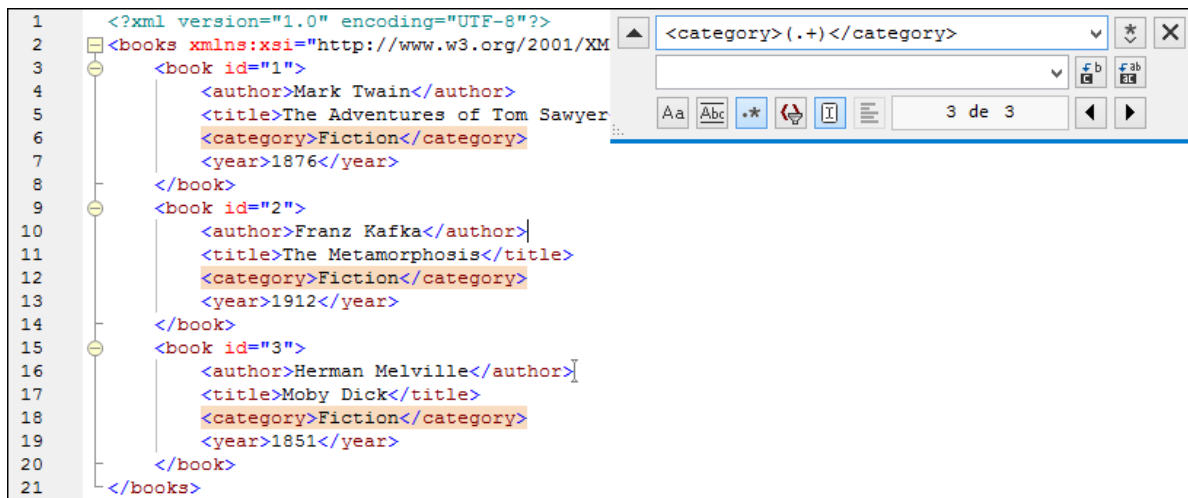 1 <?xml version="1.0" encoding="UTF-8"?>
2 <books xmlns:xsi="http://www.w3.org/2001/XM
3 <book id="1">
4 <author>Mark Twain</author>
5 <title>The Adventures of Tom Sawyer
6 <category>Fiction</category>
7 <year>1876</year>
8 </book>
9 <book id="2">
10 <author>Franz Kafka</author>
11 <title>The Metamorphosis</title>
12 <category>Fiction</category>
13 <year>1912</year>
14 </book>
15 <book id="3">
16 <author>Herman Melville</author>
17 <title>Moby Dick</title>
18 <category>Fiction</category>
19 <year>1851</year>
20 </book>
21 </books>
<category>(.+)</category>
Aa Abc .* 3 de 3